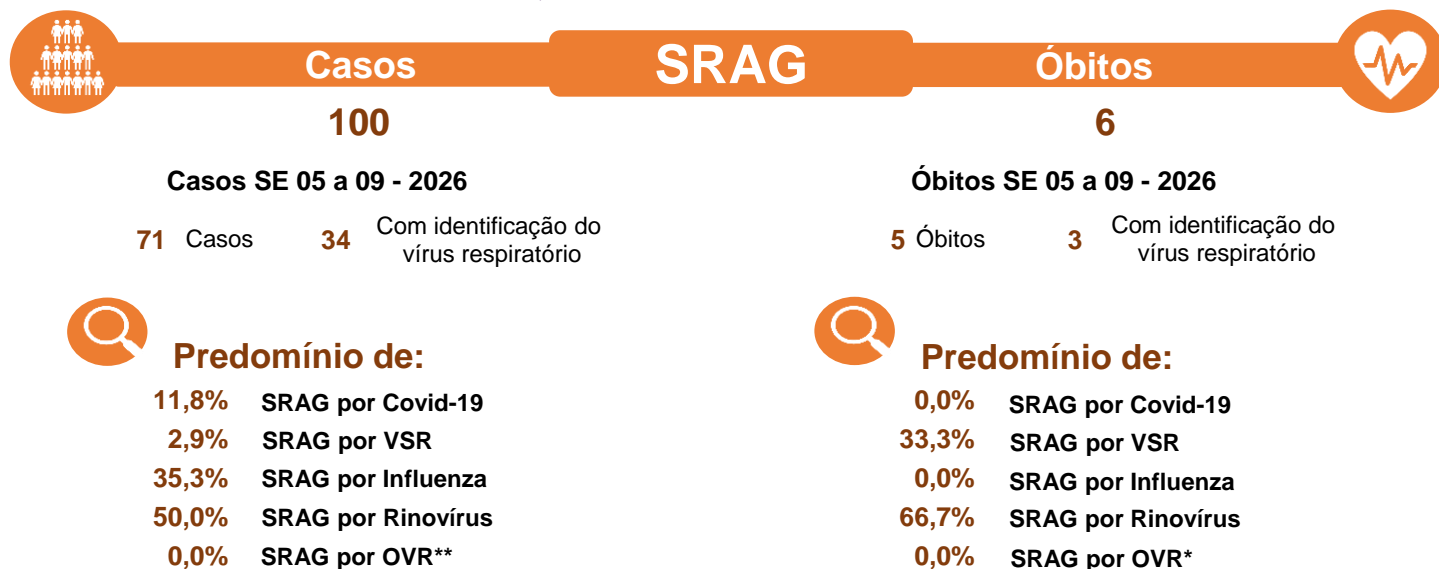 Casos
SRAG
Óbitos
100
6
Casos SE 05 a 09 - 2026
71 Casos 34 Com identificação do
vírus respiratório
Óbitos SE 05 a 09 - 2026
5 Óbitos 3 Com identificação do
vírus respiratório
Predomínio de:
11,8% SRAG por Covid-19
2,9% SRAG por VSR
35,3% SRAG por Influenza
50,0% SRAG por Rinovírus
0,0% SRAG por OVR**
Predomínio de:
0,0% SRAG por Covid-19
33,3% SRAG por VSR
0,0% SRAG por Influenza
66,7% SRAG por Rinovírus
0,0% SRAG por OVR*